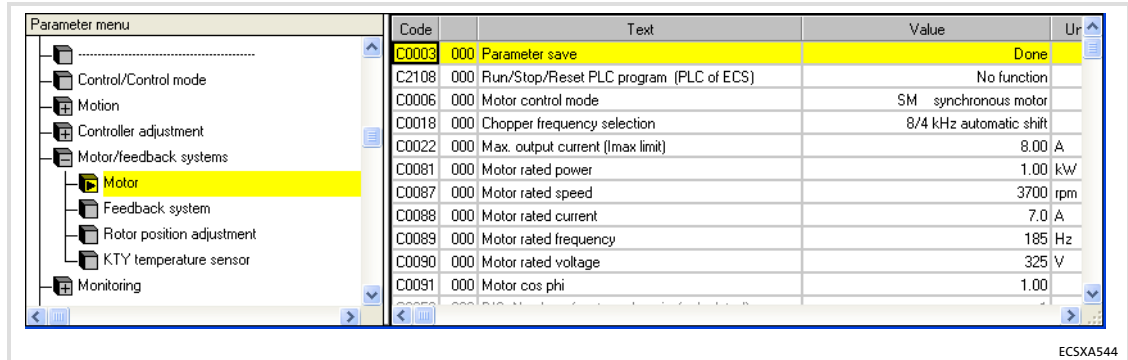 Parameter menu
Control/Control mode
Motion
Controller adjustment
Motor/feedback systems
Motor
Feedback system
Rotor position adjustment
KTY temperature sensor
Monitoring
Code Text Value Un
C0003 000 Parameter save Done
C2108 000 Run/Stop/Reset PLC program (PLC of ECS) No function
C0006 000 Motor control mode SM synchronous motor
C0018 000 Chopper frequency selection 8/4 kHz automatic shift
C0022 000 Max. output current (Imax limit) 8.00 A
C0081 000 Motor rated power 1.00 kW
C0087 000 Motor rated speed 3700 rpm
C0088 000 Motor rated current 7.0 A
C0089 000 Motor rated frequency 185 Hz
C0090 000 Motor rated voltage 325 V
C0091 000 Motor cos phi 1.00
ECSXA544